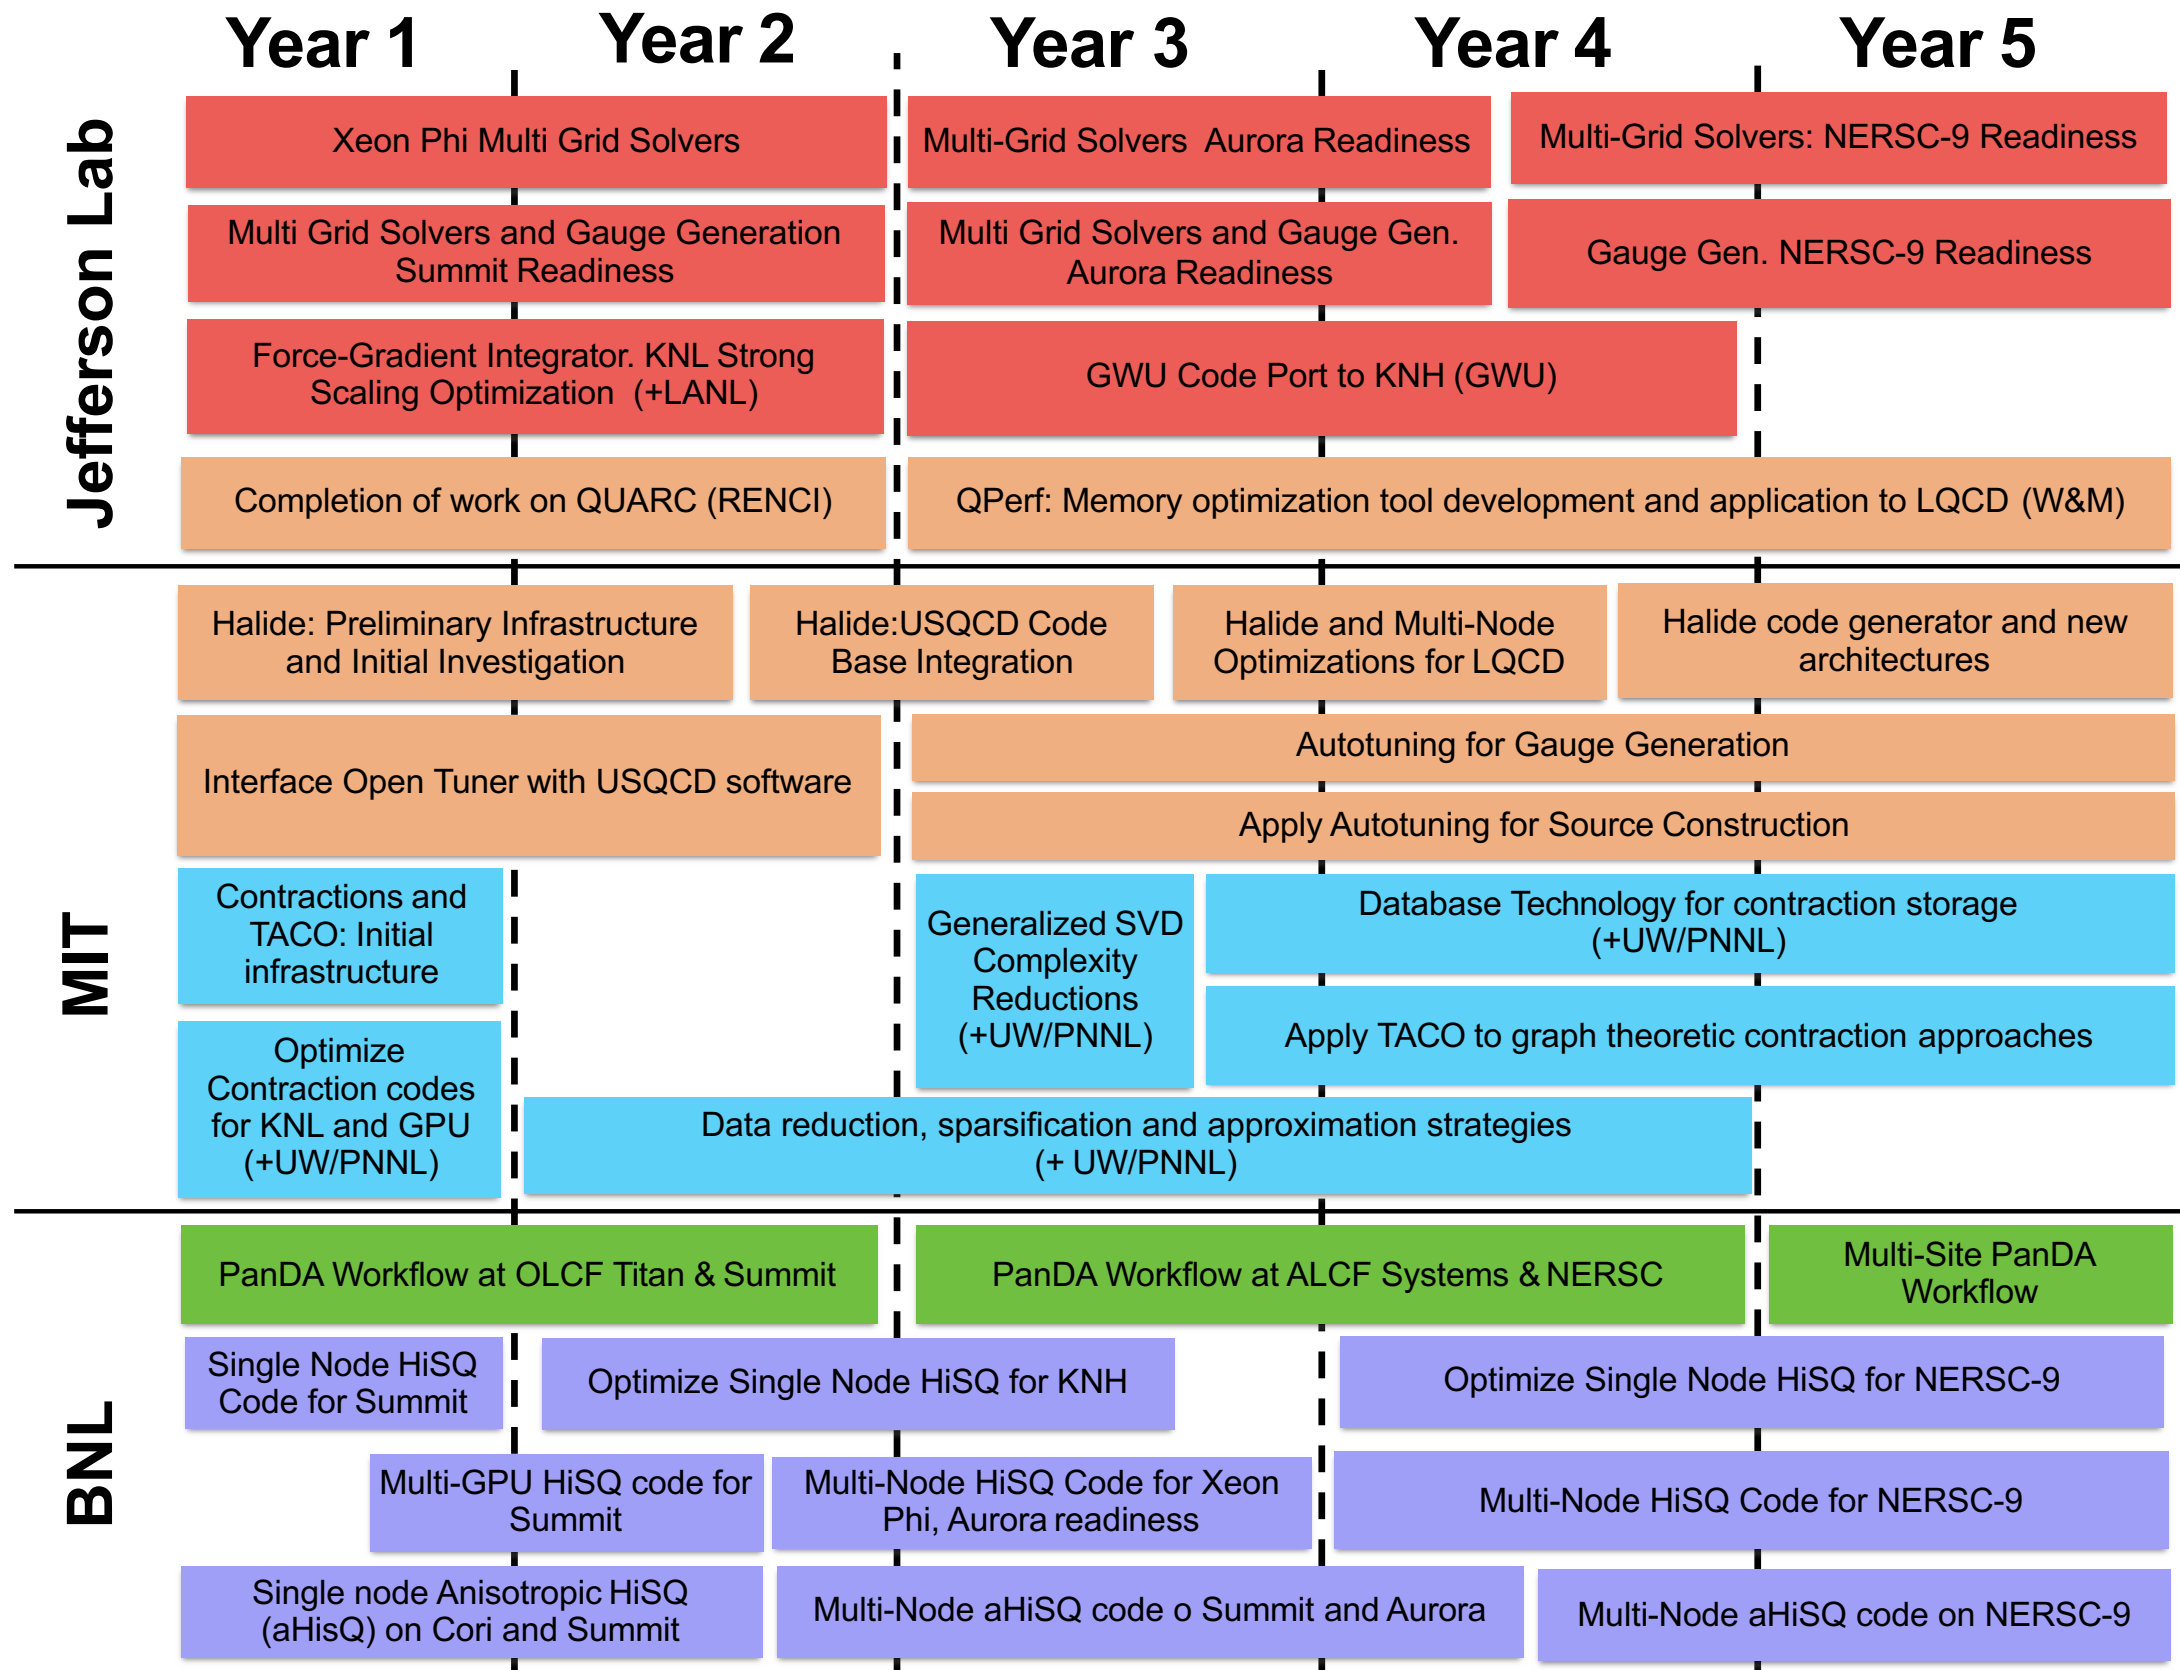 Year 1
Year 2
Year 3
Year 4
Year 5
Jefferson Lab
Xeon Phi Multi Grid Solvers
Multi-Grid Solvers Aurora Readiness
Multi-Grid Solvers: NERSC-9 Readiness
Multi Grid Solvers and Gauge Generation
Summit Readiness
Multi Grid Solvers and Gauge Gen.
Aurora Readiness
Gauge Gen. NERSC-9 Readiness
Force-Gradient Integrator. KNL Strong
Scaling Optimization (+LANL)
GWU Code Port to KNH (GWU)
Completion of work on QUARC (RENCI)
QPerf: Memory optimization tool development and application to LQCD (W&M)
MIT
Halide: Preliminary Infrastructure
and Initial Investigation
Halide:USQCD Code
Base Integration
Halide and Multi-Node
Optimizations for LQCD
Halide code generator and new
architectures
Interface Open Tuner with USQCD software
Autotuning for Gauge Generation
Apply Autotuning for Source Construction
Contractions and
TACO: Initial
infrastructure
Generalized SVD
Complexity
Reductions
(+UW/PNNL)
Database Technology for contraction storage
(+UW/PNNL)
Apply TACO to graph theoretic contraction approaches
Optimize
Contraction codes
for KNL and GPU
(+UW/PNNL)
Data reduction, sparsification and approximation strategies
(+ UW/PNNL)
BNL
PanDA Workflow at OLCF Titan & Summit
PanDA Workflow at ALCF Systems & NERSC
Multi-Site PanDA
Workflow
Single Node HiSQ
Code for Summit
Optimize Single Node HiSQ for KNH
Optimize Single Node HiSQ for NERSC-9
Multi-GPU HiSQ code for
Summit
Multi-Node HiSQ Code for Xeon
Phi, Aurora readiness
Multi-Node HiSQ Code for NERSC-9
Single node Anisotropic HiSQ
(aHisQ) on Cori and Summit
Multi-Node aHiSQ code o Summit and Aurora
Multi-Node aHiSQ code on NERSC-9